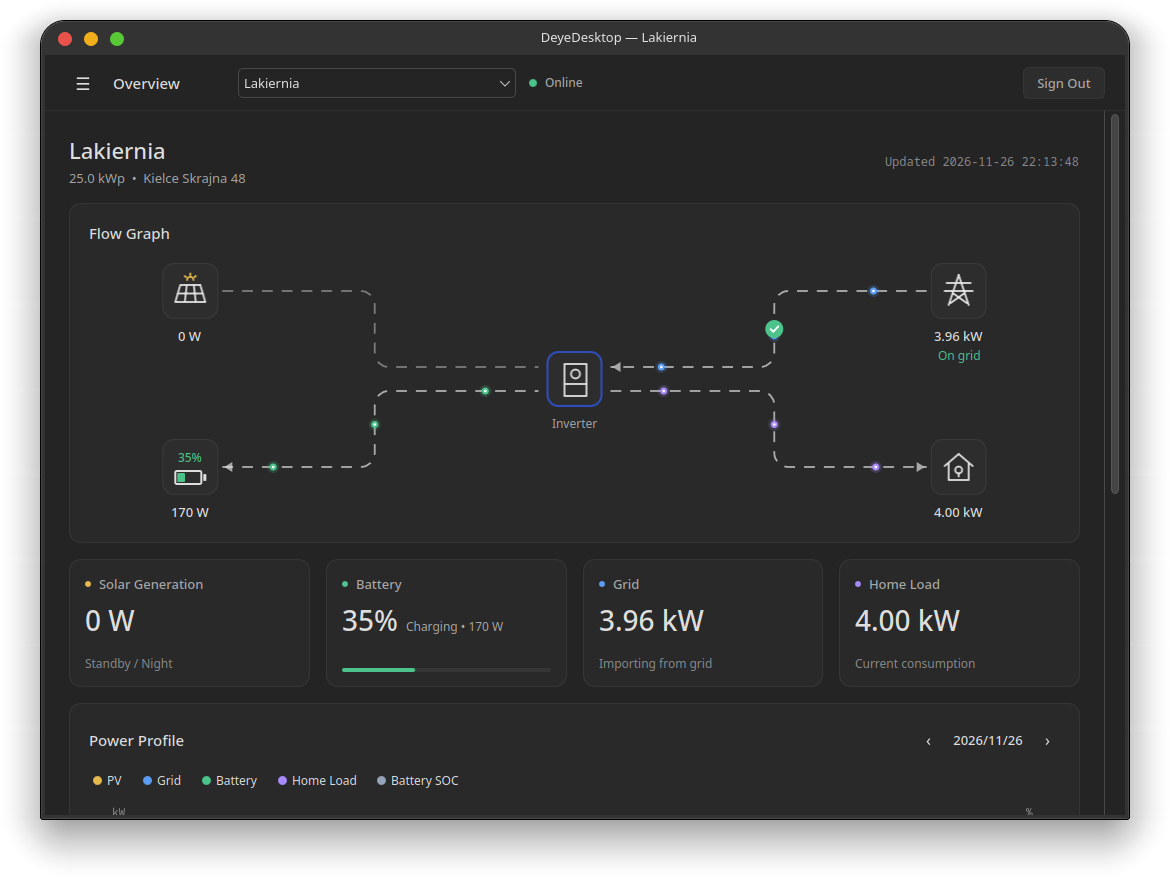 DeyeDesktop — Lakiernia
☰ Overview Lakiernia Online Sign Out
Lakiernia
25.0 kWp • Kielce Skrajna 48
Updated 2026-11-26 22:13:48
Flow Graph
0 W
3.96 kW
On grid
Inverter
35%
170 W
4.00 kW
Solar Generation
0 W
Standby / Night
Battery
35% Charging • 170 W
Grid
3.96 kW
Importing from grid
Home Load
4.00 kW
Current consumption
Power Profile
‹ 2026/11/26 ›
PV Grid Battery Home Load Battery SOC
kW %